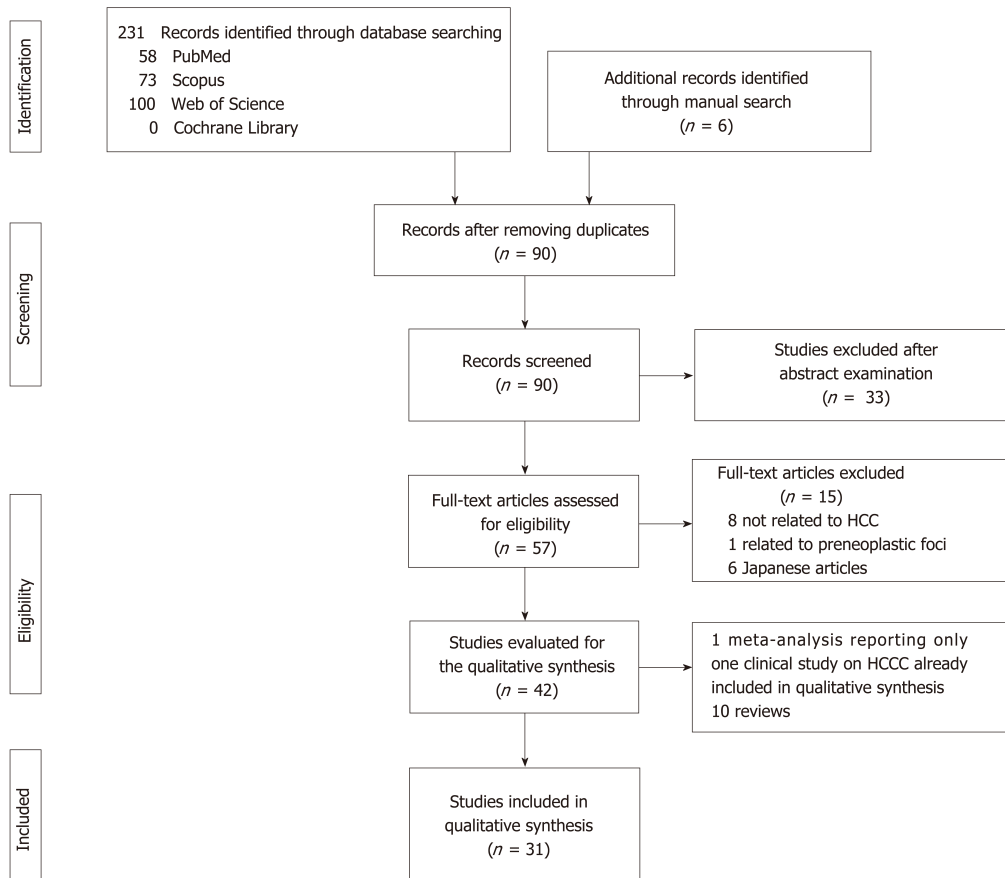 Identification
231 Records identified through database searching
58 PubMed
73 Scopus
100 Web of Science
0 Cochrane Library
Additional records identified
through manual search
(n = 6)
Screening
Records after removing duplicates
(n = 90)
Records screened
(n = 90)
Studies excluded after
abstract examination
(n = 33)
Eligibility
Full-text articles assessed
for eligibility
(n = 57)
Full-text articles excluded
(n = 15)
8 not related to HCC
1 related to preneoplastic foci
6 Japanese articles
Studies evaluated for
the qualitative synthesis
(n = 42)
1 meta-analysis reporting only
one clinical study on HCCC already
included in qualitative synthesis
10 reviews
Included
Studies included in
qualitative synthesis
(n = 31)